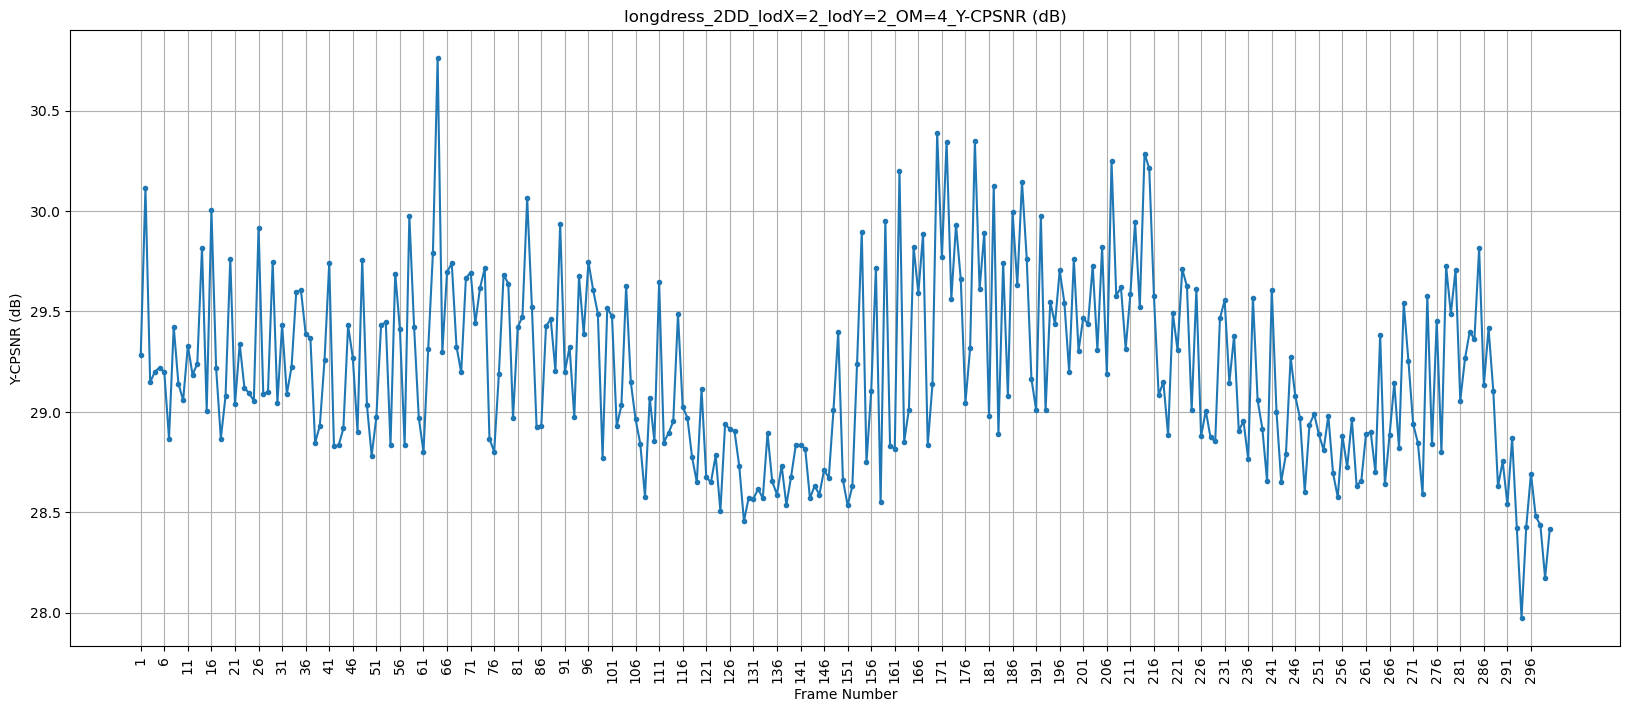 longdress_2DD_lodX=2_lodY=2_OM=4_Y-CPSNR (dB)
Y-CPSNR (dB)
30.5
30.0
29.5
29.0
28.5
28.0
1 6 11 16 21 26 31 36 41 46 51 56 61 66 71 76 81 86 91 96 101 106 111 116 121 126 131 136 141 146 151 156 161 166 171 176 181 186 191 196 201 206 211 216 221 226 231 236 241 246 251 256 261 266 271 276 281 286 291 296
Frame Number